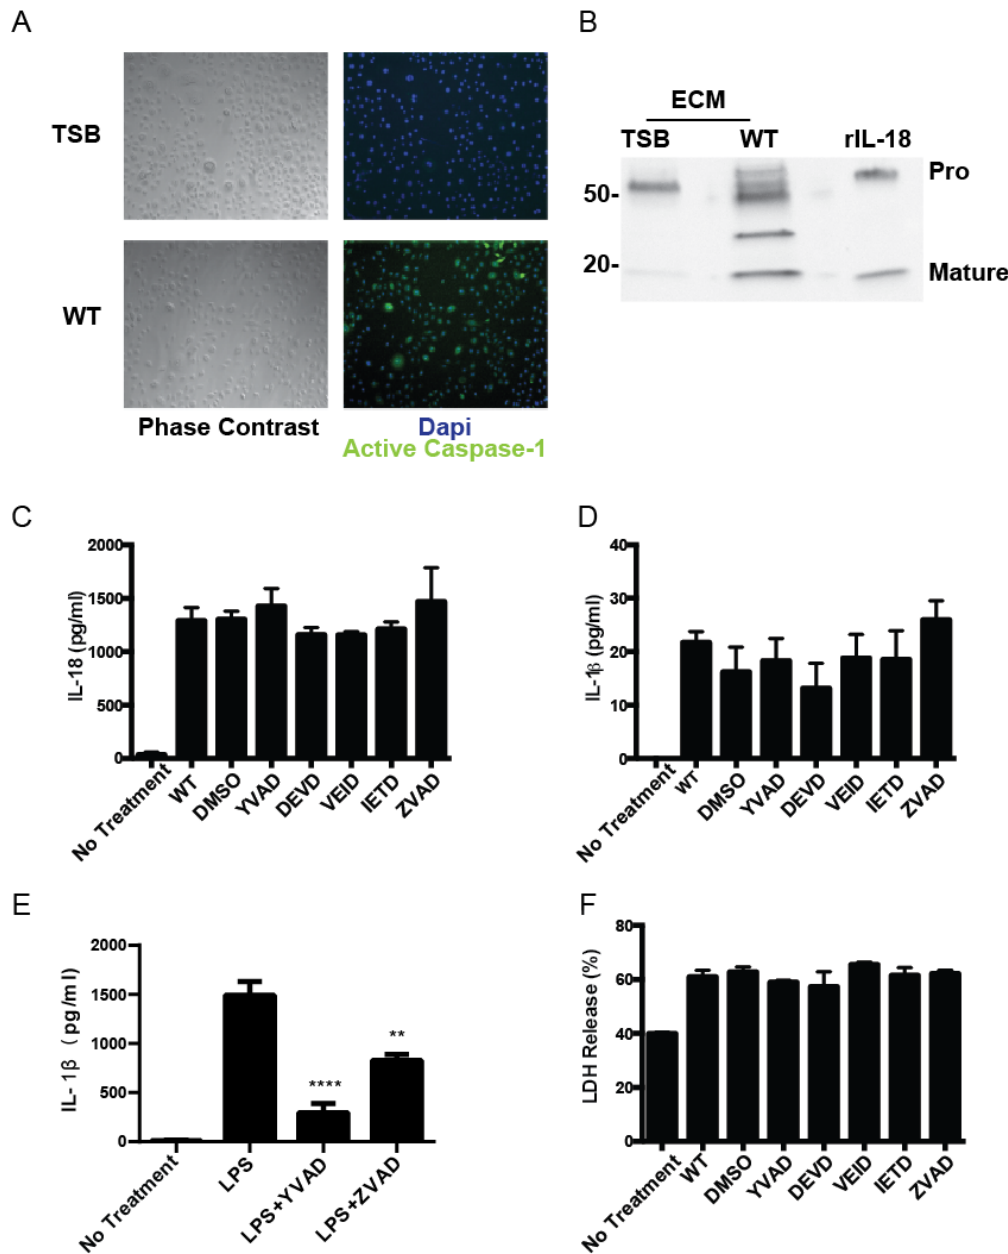 A
TSB
WT
Phase Contrast
Dapi
Active Caspase-1
B
ECM
TSB WT rIL-18
Pro
50-
20-
Mature
C
IL-18 (pg/ml)
2000
1500
1000
500
0
No Treatment
WT
DMSO
YVAD
DEVD
VEID
IETD
ZVAD
D
IL-1β (pg/ml)
40
30
20
10
0
No Treatment
WT
DMSO
YVAD
DEVD
VEID
IETD
ZVAD
E
IL-1β (pg/ml)
2000
1500
1000
500
0
****
**
No Treatment
LPS
LPS+YVAD
LPS+ZVAD
F
LDH Release (%)
80
60
40
20
0
No Treatment
WT
DMSO
YVAD
DEVD
VEID
IETD
ZVAD